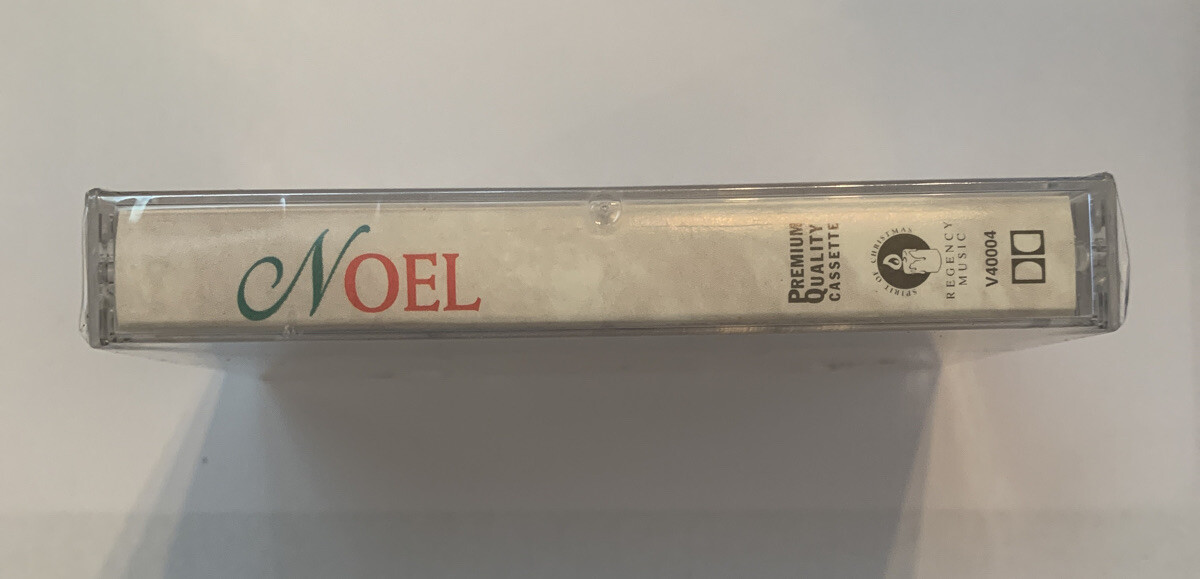 NOEL
PREMIUM
QUALITY
CASSETTE
SPIRIT OF CHRISTMAS
REGENCY
MUSIC
V40004